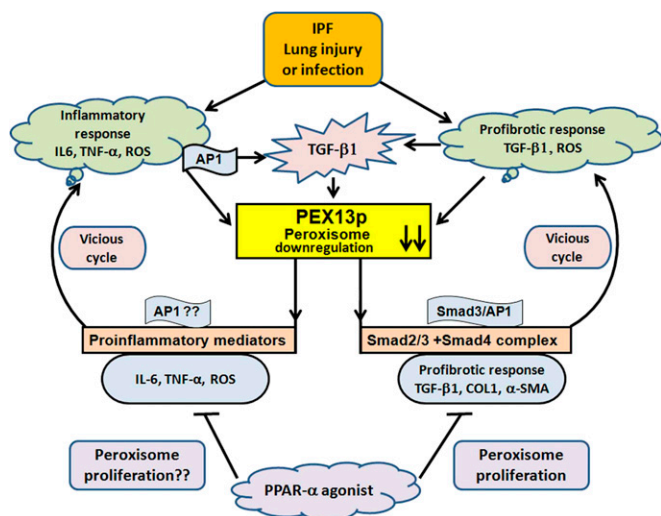 IPF
Lung injury
or infection
Inflammatory
response
IL6, TNF-α, ROS
AP1
TGF-β1
Profibrotic response
TGF-β1, ROS
PEX13p
Peroxisome
downregulation
Vicious
cycle
Vicious
cycle
AP1 ??
Smad3/AP1
Proinflammatory mediators
Smad2/3 +Smad4 complex
IL-6, TNF-α, ROS
Profibrotic response
TGF-β1, COL1, α-SMA
Peroxisome
proliferation??
PPAR-α agonist
Peroxisome
proliferation